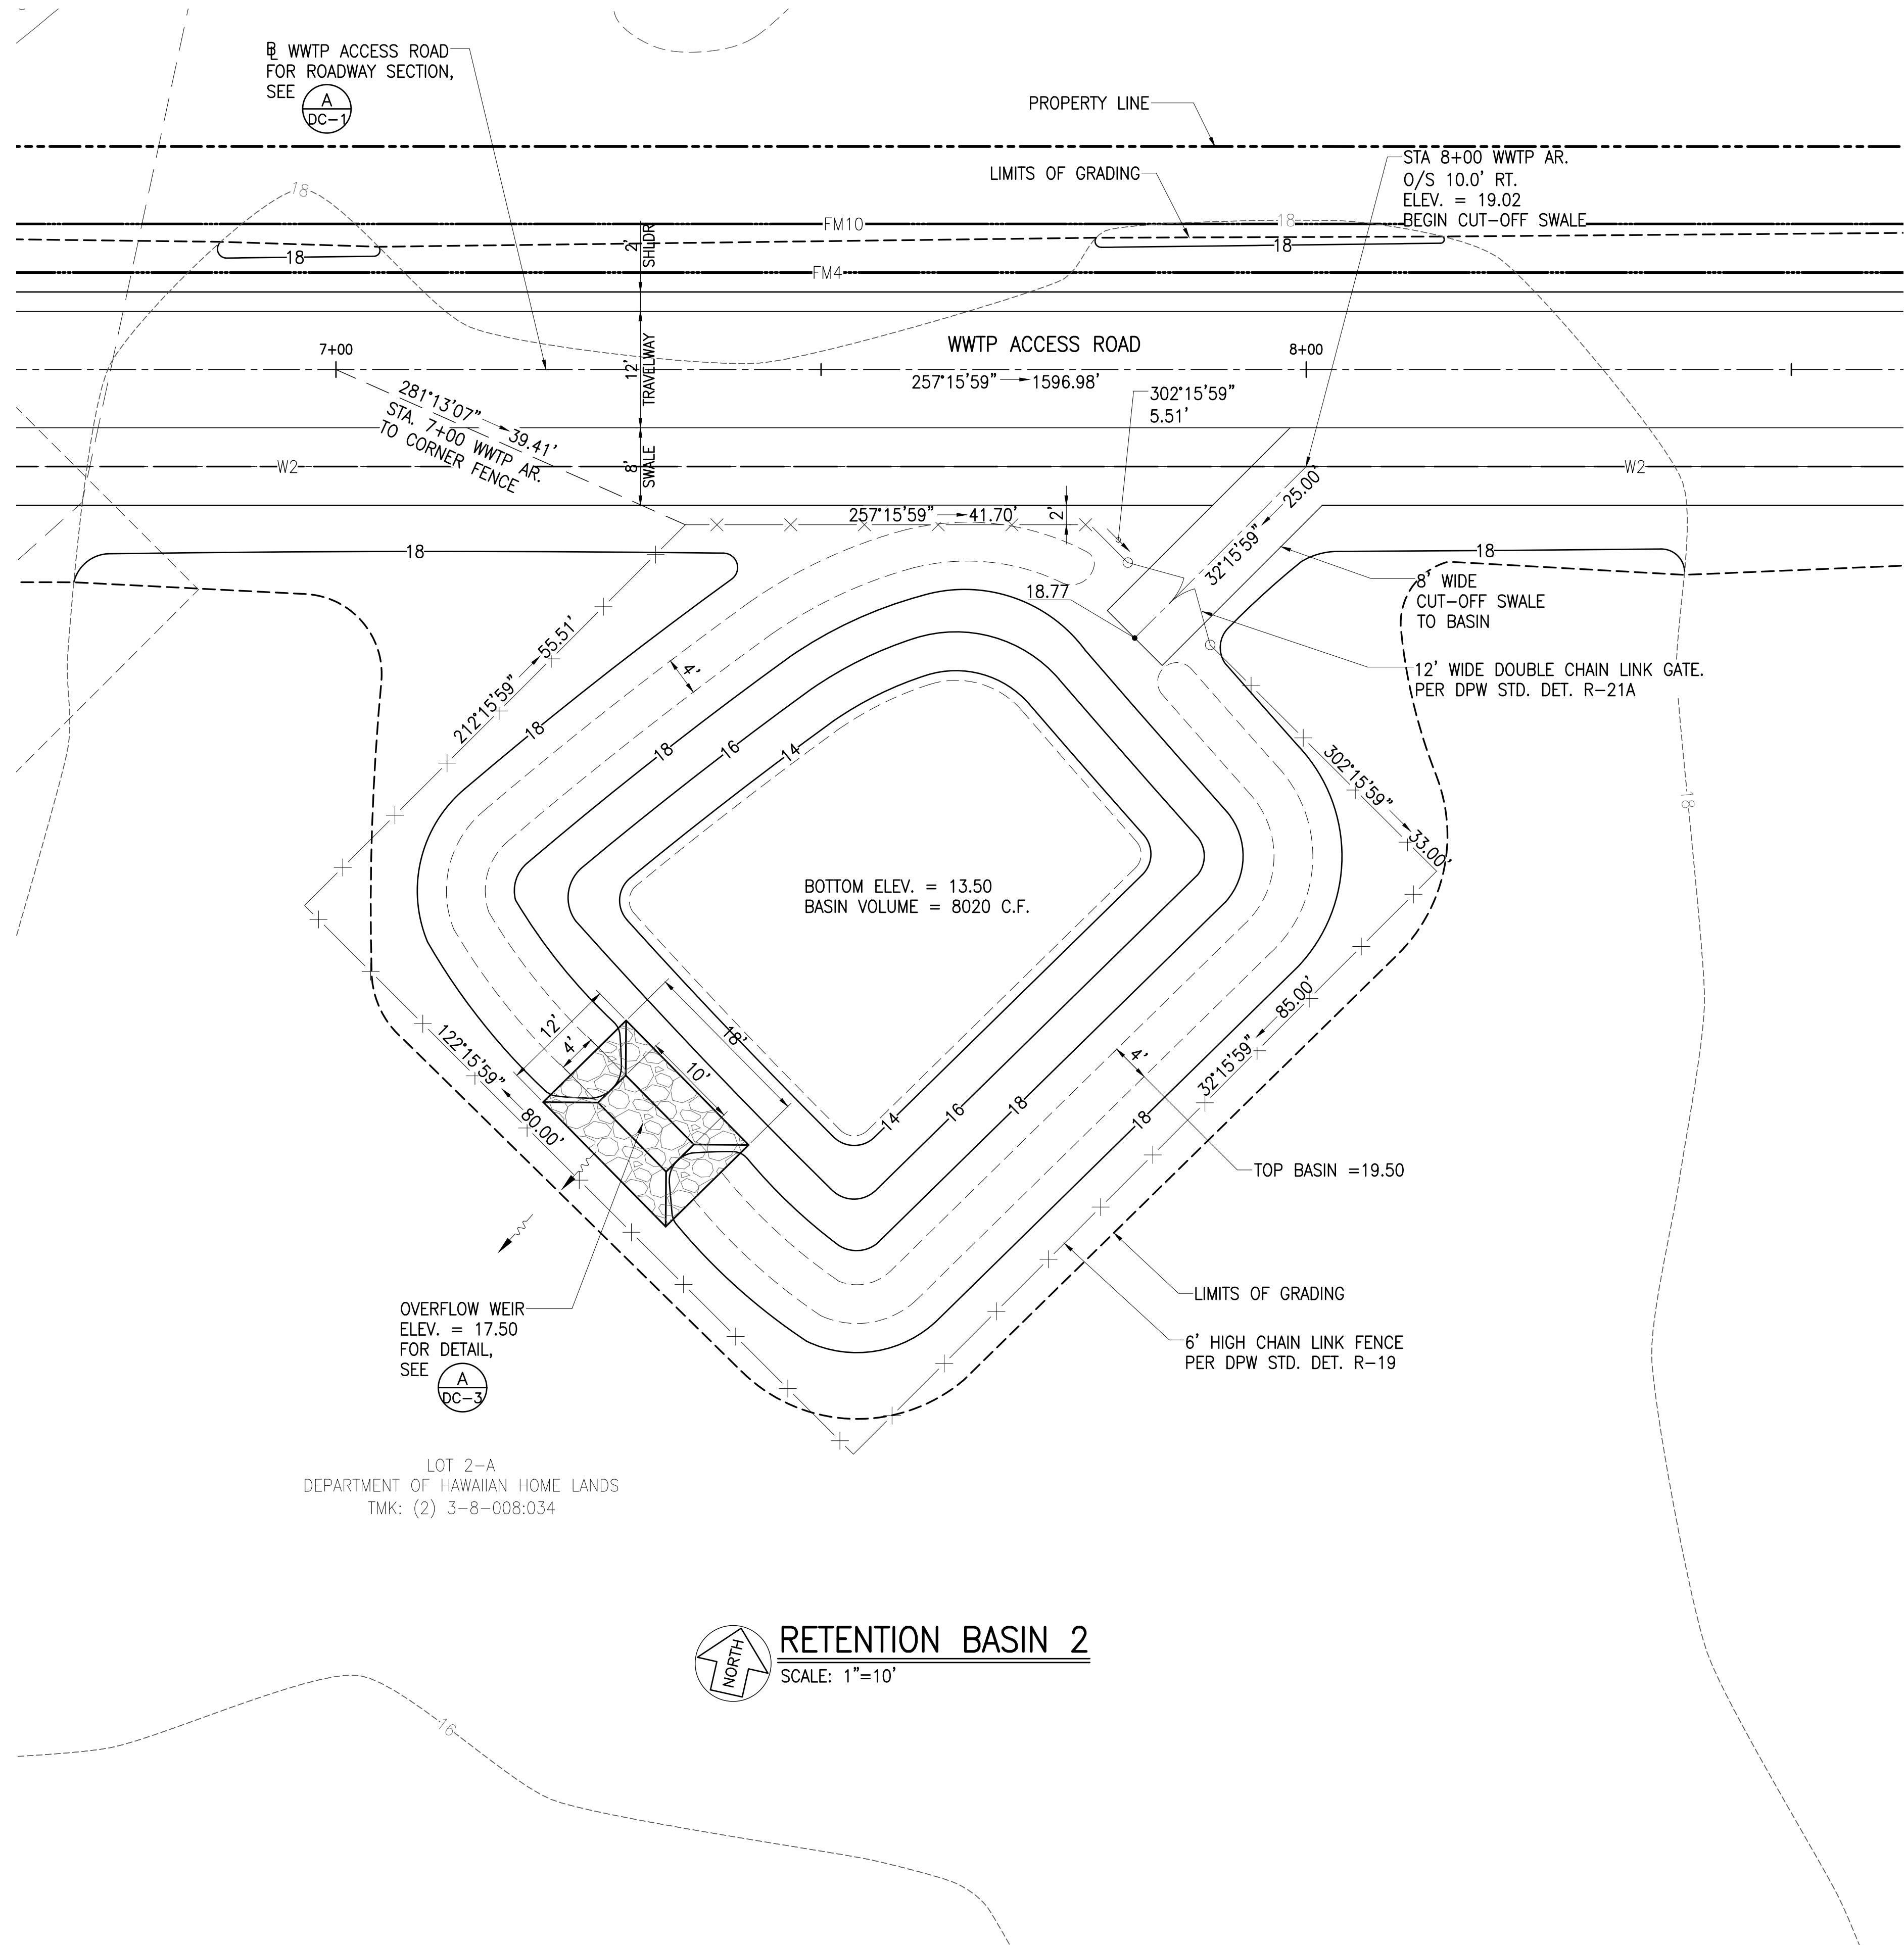 ℄ WWTP ACCESS ROAD
FOR ROADWAY SECTION,
SEE
A
DC-1
PROPERTY LINE
LIMITS OF GRADING
STA 8+00 WWTP AR.
O/S 10.0' RT.
ELEV. = 19.02
BEGIN CUT-OFF SWALE
18
18
FM10
18
18
FM4
2'
SHLDR
12'
TRAVELWAY
8'
SWALE
7+00
WWTP ACCESS ROAD
8+00
257°15'59" 1596.98'
281°13'07" 39.41'
STA. 7+00 WWTP AR.
TO CORNER FENCE
302°15'59"
5.51'
W2
W2
257°15'59" 41.70'
2'
32°15'59" 25.00'
18
18
18.77
8' WIDE
CUT-OFF SWALE
TO BASIN
12' WIDE DOUBLE CHAIN LINK GATE.
PER DPW STD. DET. R-21A
212°15'59" 55.51'
4'
18
18
16
14
302°15'59" 33.00'
18
BOTTOM ELEV. = 13.50
BASIN VOLUME = 8020 C.F.
12'
4'
18'
10'
122°15'59" 80.00'
32°15'59" 85.00'
4'
14
16
18
18
TOP BASIN =19.50
LIMITS OF GRADING
6' HIGH CHAIN LINK FENCE
PER DPW STD. DET. R-19
OVERFLOW WEIR
ELEV. = 17.50
FOR DETAIL,
SEE
A
DC-3
LOT 2-A
DEPARTMENT OF HAWAIIAN HOME LANDS
TMK: (2) 3-8-008:034
NORTH
RETENTION BASIN 2
SCALE: 1"=10'
16